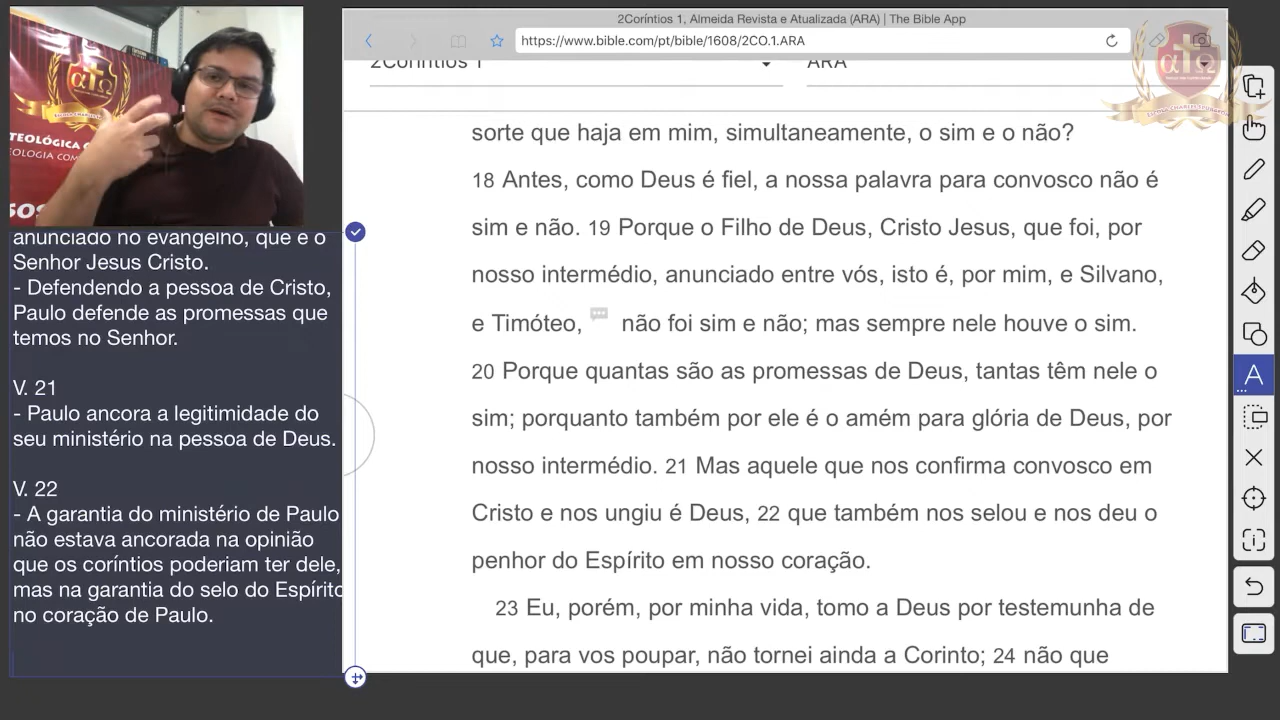 2Coríntios 1, Almeida Revista e Atualizada (ARA) | The Bible App
https://www.bible.com/pt/bible/1608/2CO.1.ARA
2Coríntios 1
ARA
TEOLÓGICA
α Ω
anunciado no evangelho, que é o
Senhor Jesus Cristo.
- Defendendo a pessoa de Cristo,
Paulo defende as promessas que
temos no Senhor.
V. 21
- Paulo ancora a legitimidade do
seu ministério na pessoa de Deus.
V. 22
- A garantia do ministério de Paulo
não estava ancorada na opinião
que os coríntios poderiam ter dele,
mas na garantia do selo do Espírito
no coração de Paulo.
sorte que haja em mim, simultaneamente, o sim e o não?
18 Antes, como Deus é fiel, a nossa palavra para convosco não é
sim e não. 19 Porque o Filho de Deus, Cristo Jesus, que foi, por
nosso intermédio, anunciado entre vós, isto é, por mim, e Silvano,
e Timóteo, não foi sim e não; mas sempre nele houve o sim.
20 Porque quantas são as promessas de Deus, tantas têm nele o
sim; porquanto também por ele é o amém para glória de Deus, por
nosso intermédio. 21 Mas aquele que nos confirma convosco em
Cristo e nos ungiu é Deus, 22 que também nos selou e nos deu o
penhor do Espírito em nosso coração.
23 Eu, porém, por minha vida, tomo a Deus por testemunha de
que, para vos poupar, não tornei ainda a Corinto; 24 não que
A